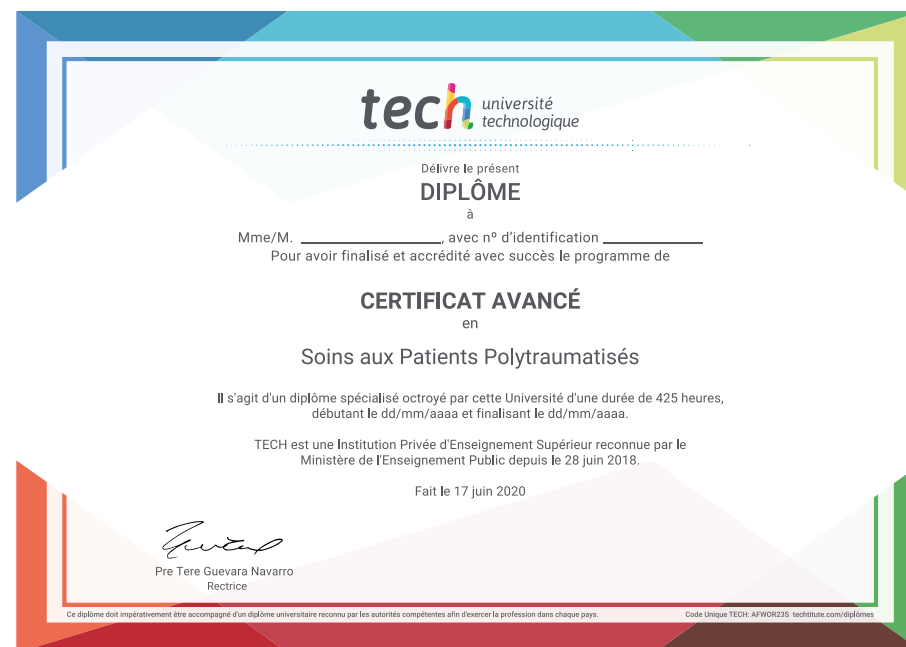 tech université
technologique
Délivre le présent
DIPLÔME
à
Mme/M. ____________________, avec nº d'identification ______________
Pour avoir finalisé et accrédité avec succès le programme de
CERTIFICAT AVANCÉ
en
Soins aux Patients Polytraumatisés
Il s'agit d'un diplôme spécialisé octroyé par cette Université d'une durée de 425 heures,
débutant le dd/mm/aaaa et finalisant le dd/mm/aaaa.
TECH est une Institution Privée d'Enseignement Supérieur reconnue par le
Ministère de l'Enseignement Public depuis le 28 juin 2018.
Fait le 17 juin 2020
Pre Tere Guevara Navarro
Rectrice
Ce diplôme doit impérativement être accompagné d'un diplôme universitaire reconnu par les autorités compétentes afin d'exercer la profession dans chaque pays. Code Unique TECH: AFWOR23S techtitute.com/diplômes